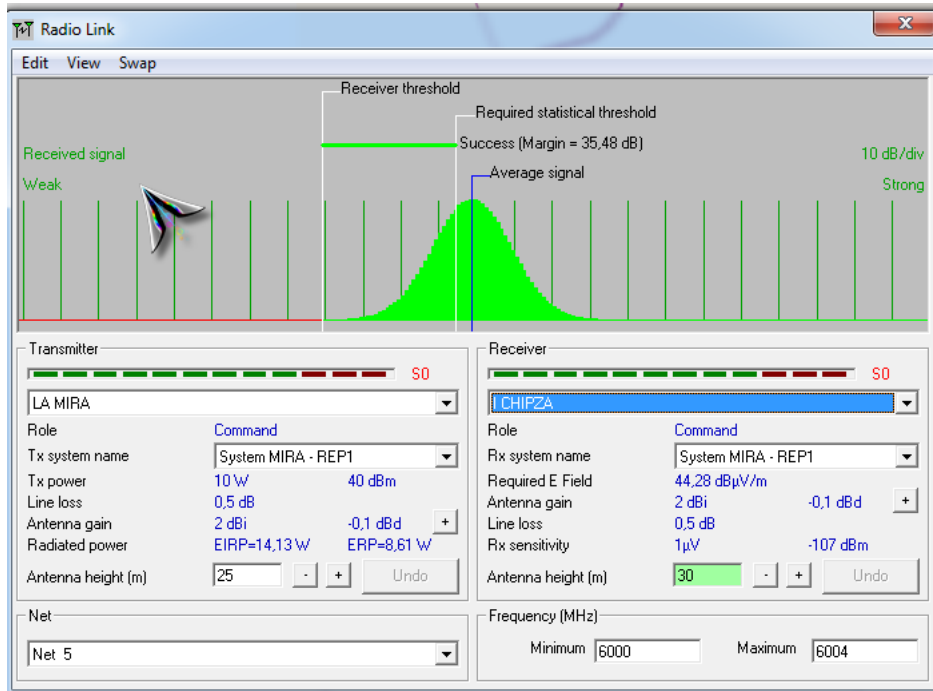 Radio Link
Edit View Swap
Receiver threshold
Required statistical threshold
Success (Margin = 35,48 dB)
Received signal
10 dB/div
Average signal
Weak
Strong
Transmitter
S0
LA MIRA
Role Command
Tx system name System MIRA - REP1
Tx power 10 W 40 dBm
Line loss 0,5 dB
Antenna gain 2 dBi -0,1 dBd +
Radiated power EIRP=14,13 W ERP=8,61 W
Antenna height (m) 25 - + Undo
Receiver
S0
CHIPZA
Role Command
Rx system name System MIRA - REP1
Required E Field 44,28 dBµV/m
Antenna gain 2 dBi -0,1 dBd +
Line loss 0,5 dB
Rx sensitivity 1µV -107 dBm
Antenna height (m) 30 - + Undo
Net
Net 5
Frequency (MHz)
Minimum 6000 Maximum 6004